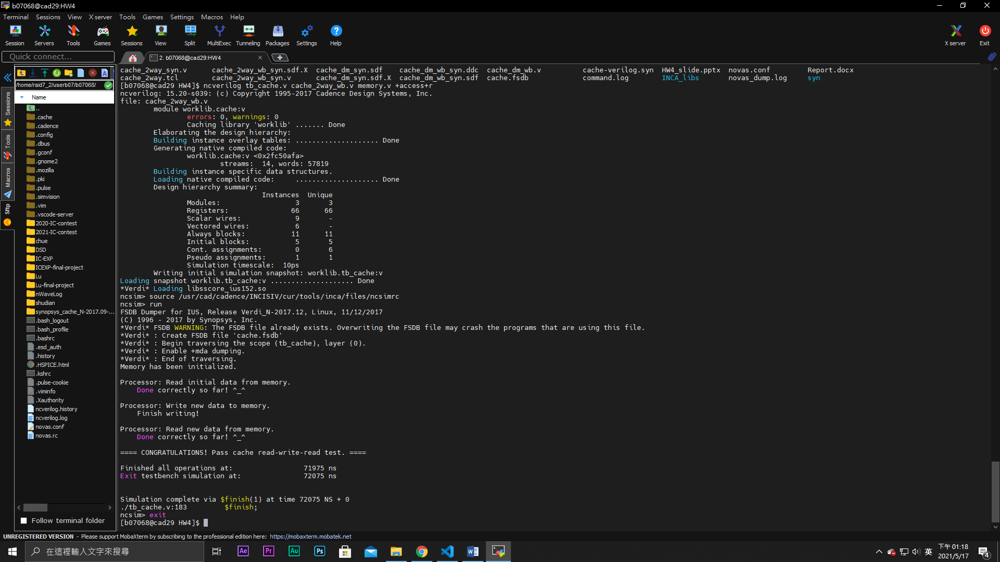 b07068@cad29:HW4
Terminal Sessions View X server Tools Games Settings Macros Help
Session Servers Tools Games Sessions View Split MultiExec Tunneling Packages Settings Help X server Exit
Quick connect...
2. b07068@cad29:HW4
/home/raid7_2/userb07/b07068/
Name
..
.cache
.cadence
.config
.dbus
.gconf
.gnome2
.mozilla
.pki
.pulse
.simvision
.vim
.vscode-server
2020-IC-contest
2021-IC-contest
chue
DSD
IC-EXP
ICEXP-final-project
Lu
Lu-final-project
nWaveLog
shudian
synopsys_cache_N-2017.09-...
.bash_logout
.bash_profile
.bashrc
.esd_auth
.history
.HSPICE.html
.kshrc
.pulse-cookie
.viminfo
.Xauthority
ncverilog.history
ncverilog.log
novas.conf
novas.rc
Follow terminal folder
Sessions
Tools
Macros
Sftp
cache_2way_syn.v cache_2way_wb_syn.sdf.X cache_dm_syn.sdf cache_dm_wb_syn.ddc cache_dm_wb.v cache-verilog.syn HW4_slide.pptx novas.conf Report.docx
cache_2way.tcl cache_2way_wb_syn.v cache_dm_syn.sdf.X cache_dm_wb_syn.sdf cache.fsdb command.log INCA_libs novas_dump.log syn
[b07068@cad29 HW4]$ ncverilog tb_cache.v cache_2way_wb.v memory.v +access+r
ncverilog: 15.20-s039: (c) Copyright 1995-2017 Cadence Design Systems, Inc.
file: cache_2way_wb.v
module worklib.cache:v
errors: 0, warnings: 0
Caching library 'worklib' ....... Done
Elaborating the design hierarchy:
Building instance overlay tables: .................... Done
Generating native compiled code:
worklib.cache:v <0x2fc50afa>
streams: 14, words: 57819
Building instance specific data structures.
Loading native compiled code: .................... Done
Design hierarchy summary:
Instances Unique
Modules: 3 3
Registers: 66 66
Scalar wires: 9 -
Vectored wires: 6 -
Always blocks: 11 11
Initial blocks: 5 5
Cont. assignments: 0 6
Pseudo assignments: 1 1
Simulation timescale: 10ps
Writing initial simulation snapshot: worklib.tb_cache:v
Loading snapshot worklib.tb_cache:v .................... Done
*Verdi* Loading libsscore_ius152.so
ncsim> source /usr/cad/cadence/INCISIV/cur/tools/inca/files/ncsimrc
ncsim> run
FSDB Dumper for IUS, Release Verdi_N-2017.12, Linux, 11/12/2017
(C) 1996 - 2017 by Synopsys, Inc.
*Verdi* FSDB WARNING: The FSDB file already exists. Overwriting the FSDB file may crash the programs that are using this file.
*Verdi* : Create FSDB file 'cache.fsdb'
*Verdi* : Begin traversing the scope (tb_cache), layer (0).
*Verdi* : Enable +mda dumping.
*Verdi* : End of traversing.
Memory has been initialized.
Processor: Read initial data from memory.
Done correctly so far! ^_^
Processor: Write new data to memory.
Finish writing!
Processor: Read new data from memory.
Done correctly so far! ^_^
==== CONGRATULATIONS! Pass cache read-write-read test. ====
Finished all operations at: 71975 ns
Exit testbench simulation at: 72075 ns
Simulation complete via $finish(1) at time 72075 NS + 0
./tb_cache.v:183 $finish;
ncsim> exit
[b07068@cad29 HW4]$
UNREGISTERED VERSION - Please support MobaXterm by subscribing to the professional edition here: https://mobaxterm.mobatek.net
在這裡輸入文字來搜尋
Ae Pr Au Ps
英
下午 01:18
2021/5/17
4